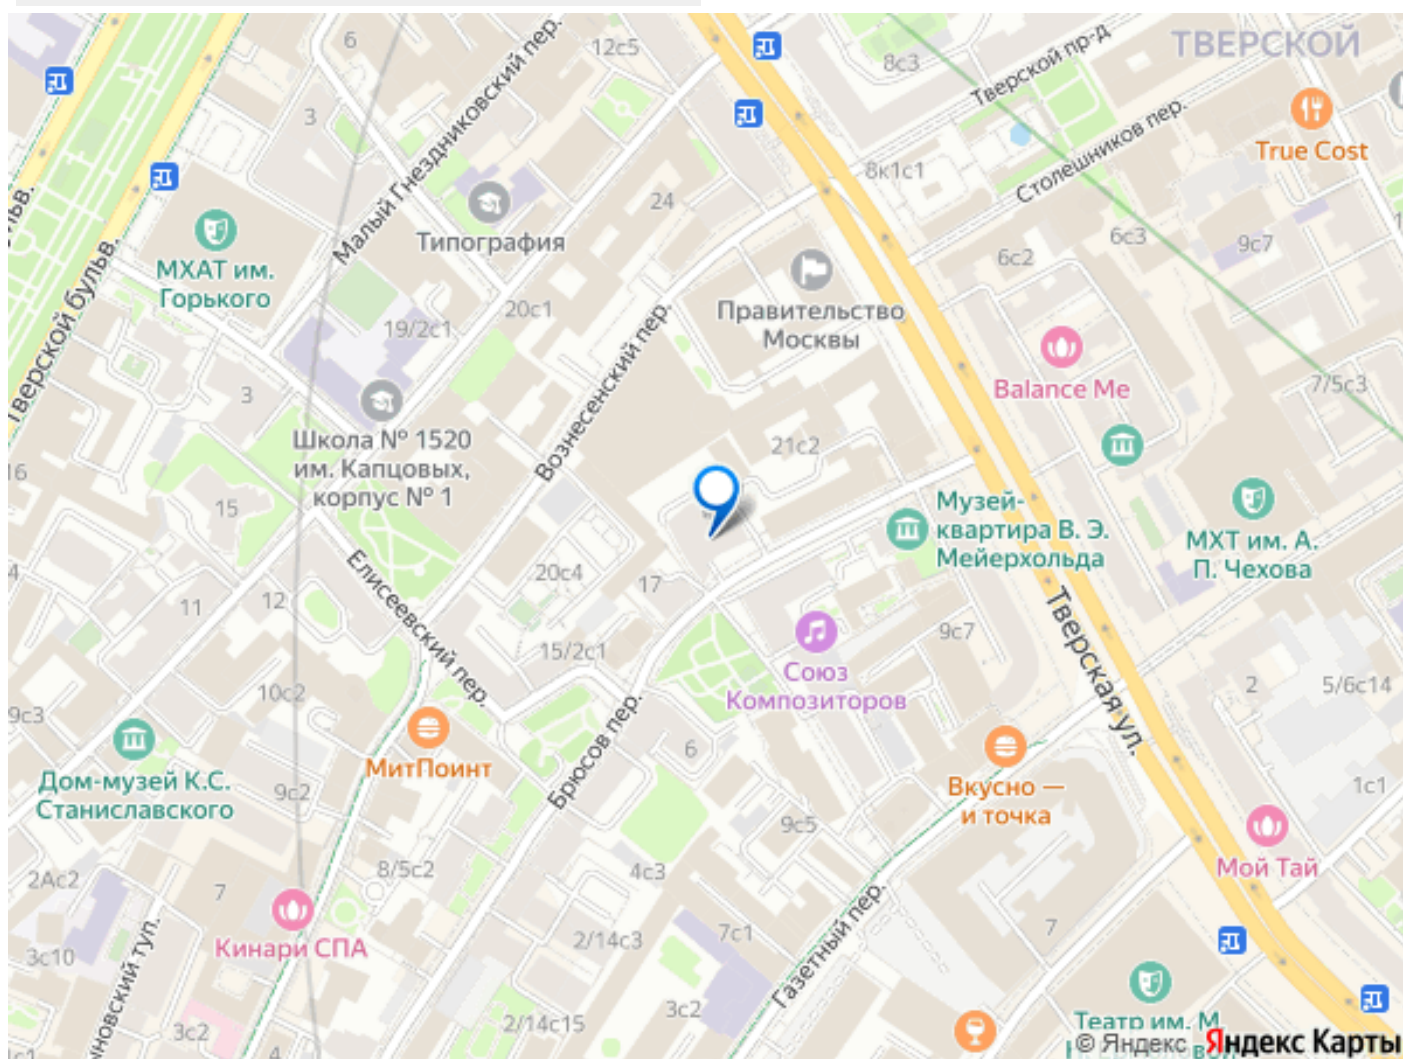 ТВЕРСКОЙ
6
12с5
8с3
Тверской пр-д
Малый Гнездниковский пер.
3
True Cost
Столешников пер.
8к1с1
24
Типография
МХАТ им.
Горького
6с3
9с7
6с2
Правительство
Москвы
20с1
19/2с1
Тверской бульв.
Вознесенский пер.
Balance Me
7/5с3
3
Школа № 1520
им. Капцовых,
корпус № 1
21с2
16
15
Музей-
квартира В. Э.
Мейерхольда
МХТ им. А.
П. Чехова
Елисеевский пер.
20с4
17
11
12
Тверская ул.
9с7
15/2с1
Союз
Композиторов
10с2
2
5/6с14
9с3
6
Брюсов пер.
МитПоинт
Дом-музей К.С.
Станиславского
9с2
Вкусно —
и точка
1с1
9с5
8/5с2
4с3
Мой Тай
2Ас2
7
Кинари СПА
2/14с3
7с1
Газетный пер.
7
3с10
3с2
2/14с15
3с2
4
Театр им. М.
© Яндекс Яндекс Карты